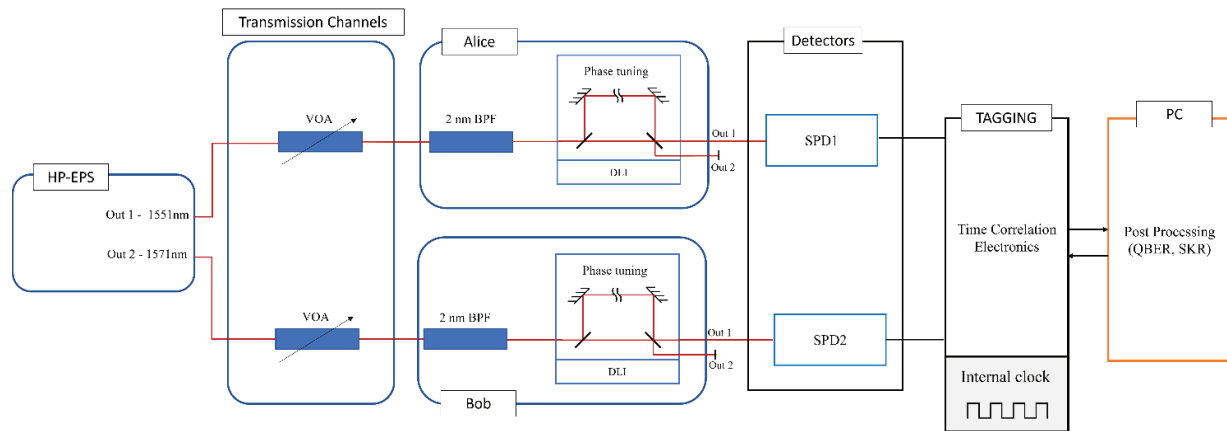 Transmission Channels
Alice
Detectors
Phase tuning
TAGGING
PC
VOA
2 nm BPF
Out 1
Out 2
SPD1
DLI
HP-EPS
Out 1 - 1551nm
Out 2 - 1571nm
Time Correlation
Electronics
Post Processing
(QBER, SKR)
Phase tuning
VOA
2 nm BPF
Out 1
Out 2
SPD2
DLI
Internal clock
Bob